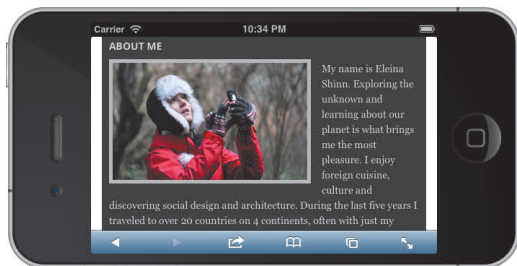 Carrier 10:34 PM
ABOUT ME
My name is Eleina
Shinn. Exploring the
unknown and
learning about our
planet is what brings
me the most
pleasure. I enjoy
foreign cuisine,
culture and
discovering social design and architecture. During the last five years I
traveled to over 20 countries on 4 continents, often with just my